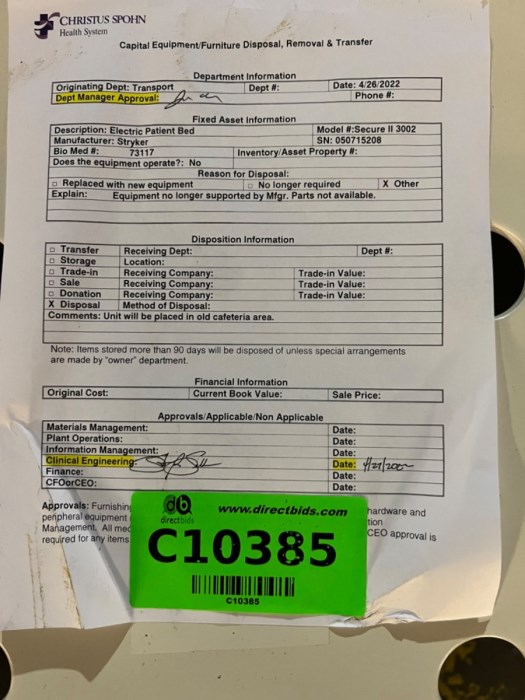 CHRISTUS SPOHN
Health System
Capital Equipment/Furniture Disposal, Removal & Transfer
Department Information
Originating Dept: Transport Dept #: Date: 4/26/2022
Dept Manager Approval: Phone #:
Fixed Asset Information
Description: Electric Patient Bed Model #:Secure II 3002
Manufacturer: Stryker SN: 050715208
Bio Med #: 73117 Inventory/Asset Property #:
Does the equipment operate?: No
Reason for Disposal:
□ Replaced with new equipment □ No longer required X Other
Explain: Equipment no longer supported by Mfgr. Parts not available.
Disposition Information
□ Transfer Receiving Dept: Dept #:
□ Storage Location:
□ Trade-in Receiving Company: Trade-in Value:
□ Sale Receiving Company: Trade-in Value:
□ Donation Receiving Company: Trade-in Value:
X Disposal Method of Disposal:
Comments: Unit will be placed in old cafeteria area.
Note: Items stored more than 90 days will be disposed of unless special arrangements
are made by "owner" department.
Financial Information
Original Cost: Current Book Value: Sale Price:
Approvals/Applicable/Non Applicable
Materials Management: Date:
Plant Operations: Date:
Information Management: Date:
Clinical Engineering: Date:
Finance: Date:
CFOorCEO: Date:
Approvals: Furnishin hardware and
peripheral equipment tion
Management. All med CEO approval is
required for any items
db
directbids
www.directbids.com
C10385
C10385